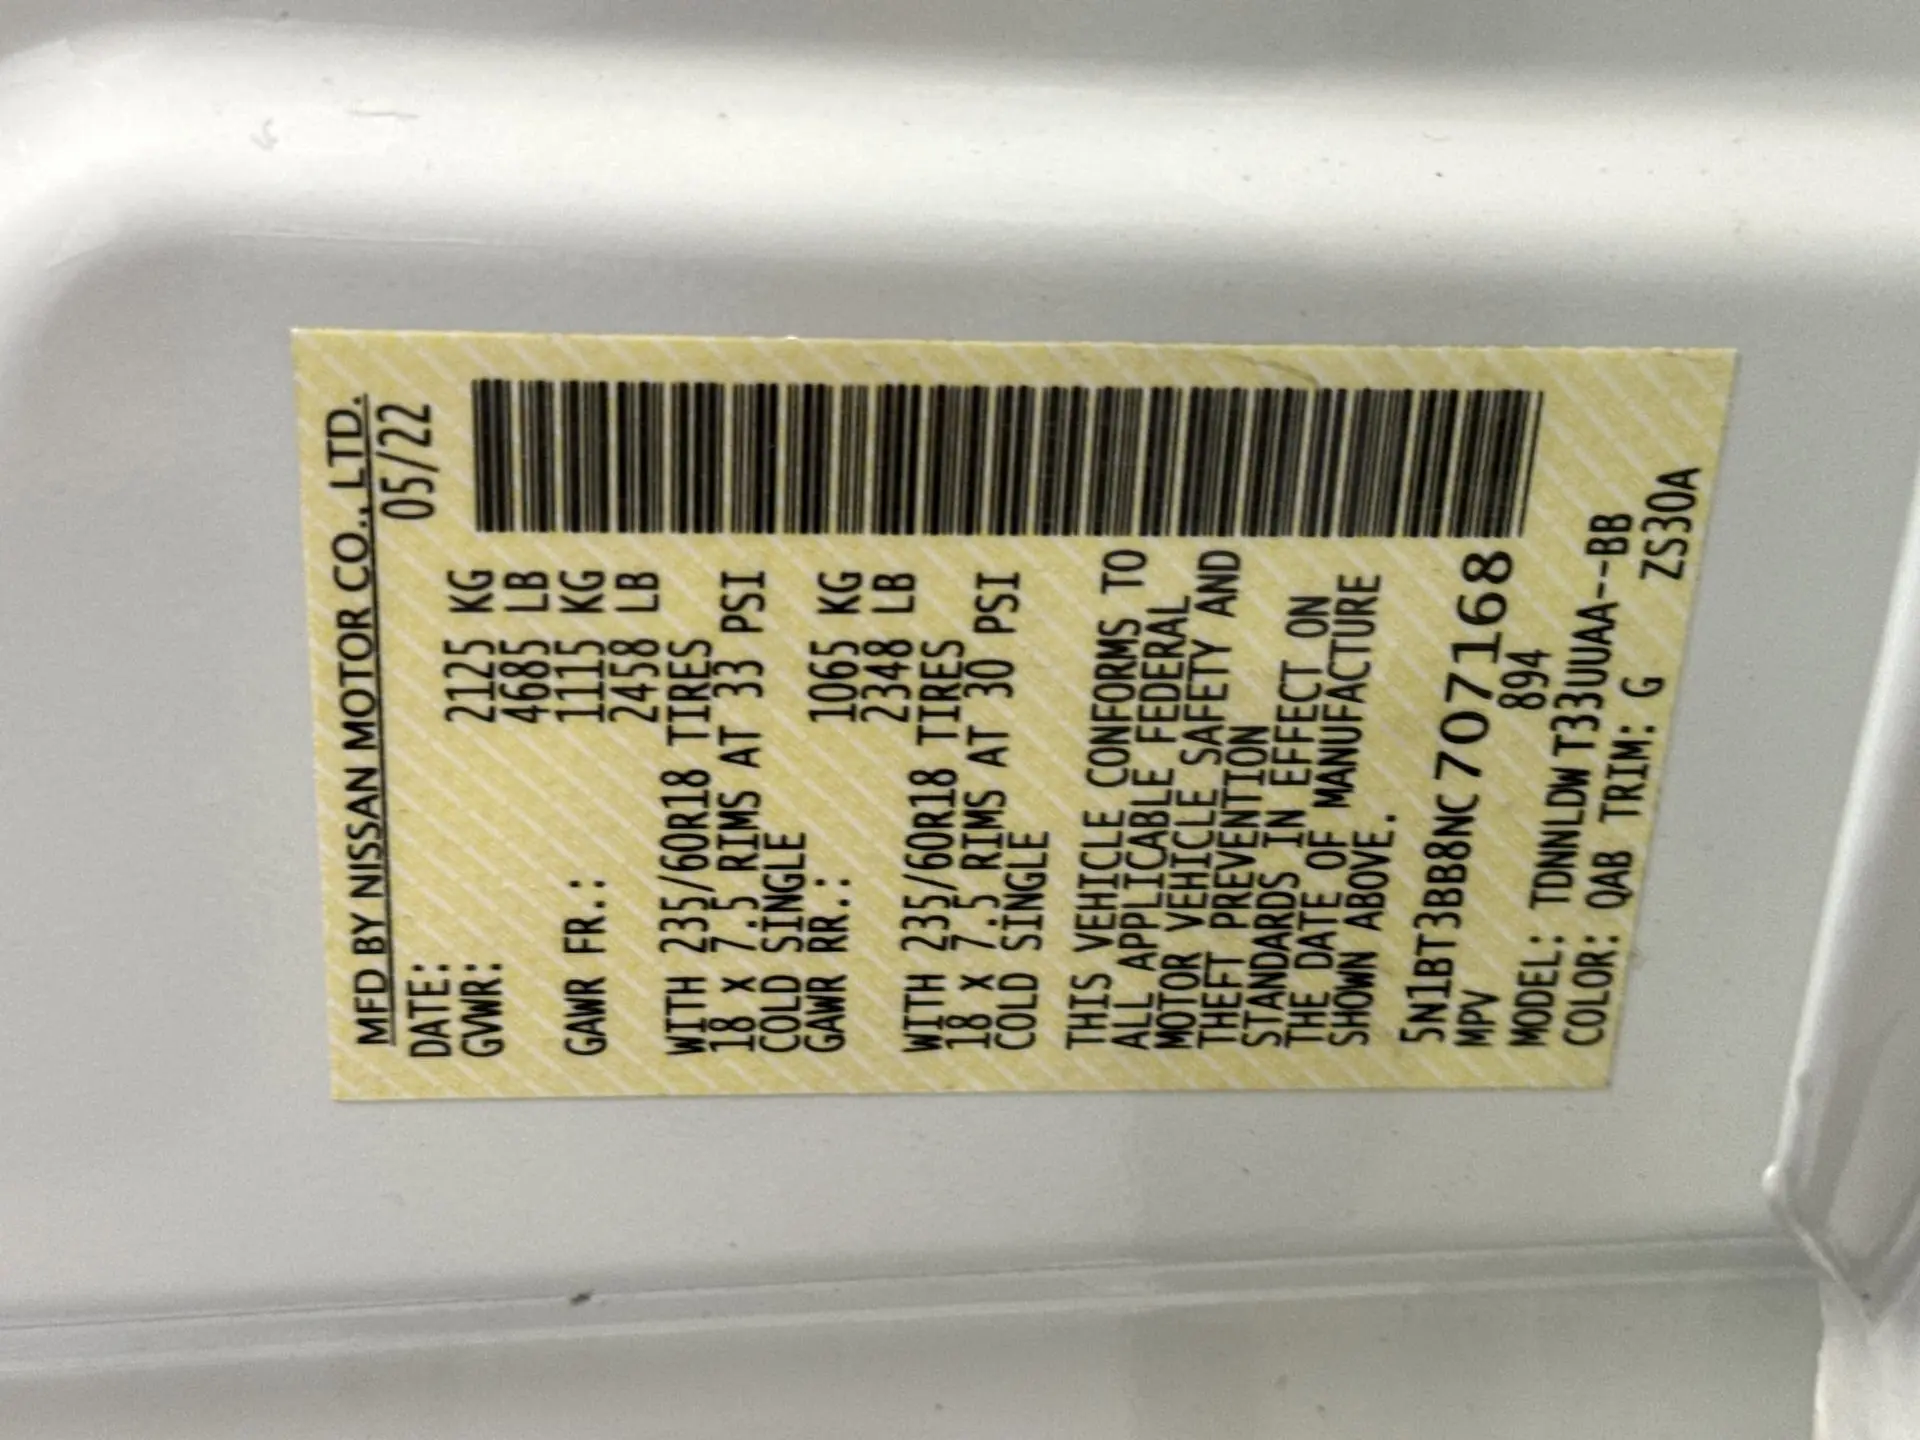 MFD BY NISSAN MOTOR CO., LTD.
DATE: 05/22
GVWR: 2125 KG
4685 LB
GAWR FR.: 1115 KG
2458 LB
WITH 235/60R18 TIRES
18 X 7.5 RIMS AT 33 PSI
COLD SINGLE
GAWR RR.: 1065 KG
2348 LB
WITH 235/60R18 TIRES
18 X 7.5 RIMS AT 30 PSI
COLD SINGLE
THIS VEHICLE CONFORMS TO
ALL APPLICABLE FEDERAL
MOTOR VEHICLE SAFETY AND
THEFT PREVENTION
STANDARDS IN EFFECT ON
THE DATE OF MANUFACTURE
SHOWN ABOVE.
5N1BT3BB8NC707168
MPV 894
MODEL: TDNNLDW T33UUAA--BB
COLOR: QAB TRIM: G ZS30A